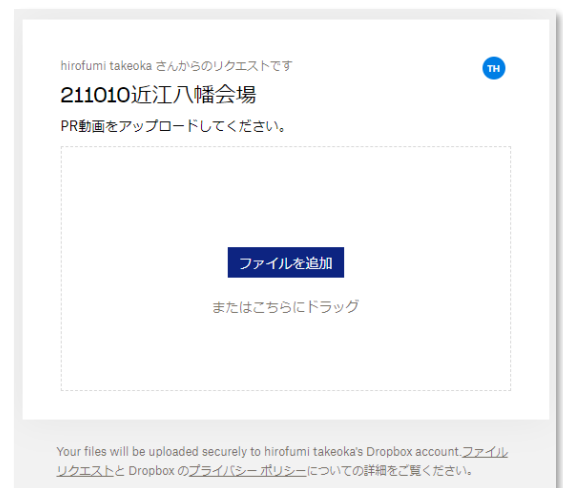 hirofumi takeoka さんからのリクエストです
TH
211010近江八幡会場
PR動画をアップロードしてください。
ファイルを追加
またはこちらにドラッグ
Your files will be uploaded securely to hirofumi takeoka's Dropbox account.ファイル
リクエストと Dropbox のプライバシー ポリシーについての詳細をご覧ください。